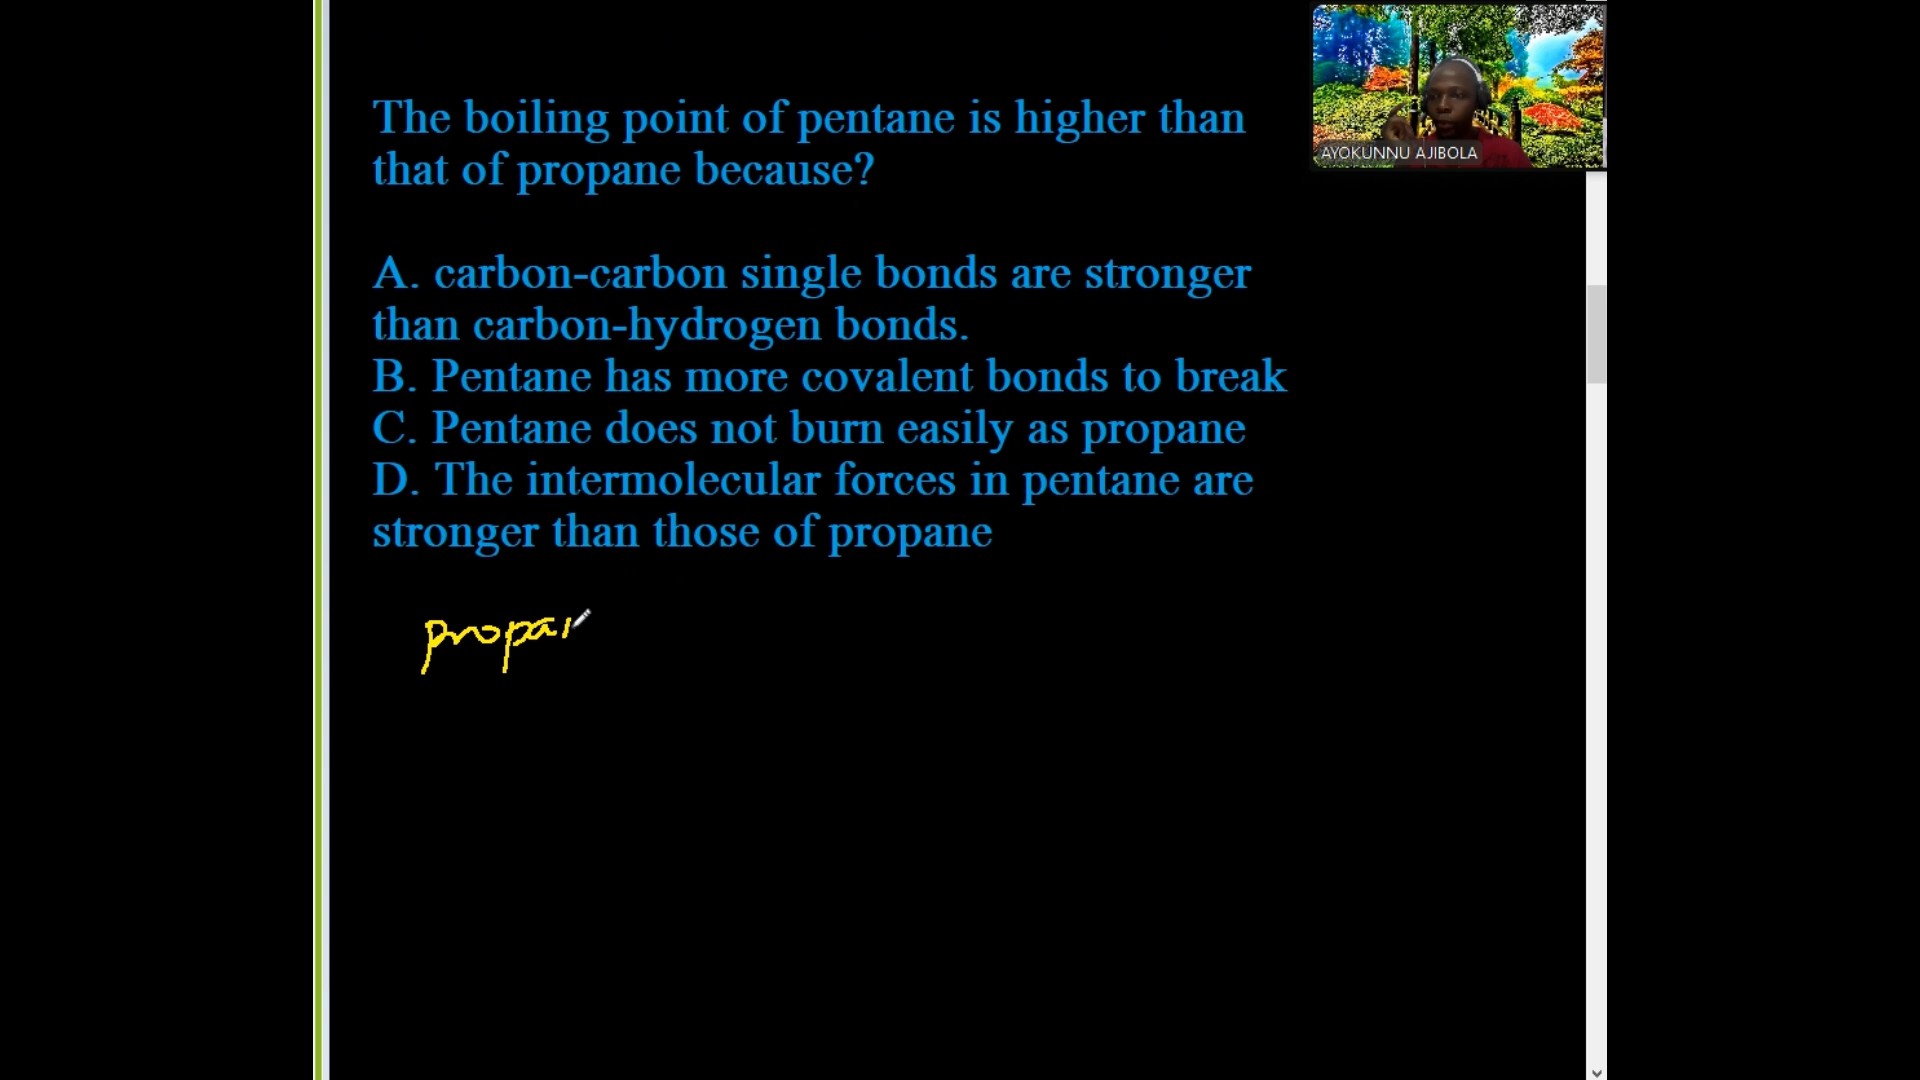 AYOKUNNU AJIBOLA
The boiling point of pentane is higher than
that of propane because?
A. carbon-carbon single bonds are stronger
than carbon-hydrogen bonds.
B. Pentane has more covalent bonds to break
C. Pentane does not burn easily as propane
D. The intermolecular forces in pentane are
stronger than those of propane
propa